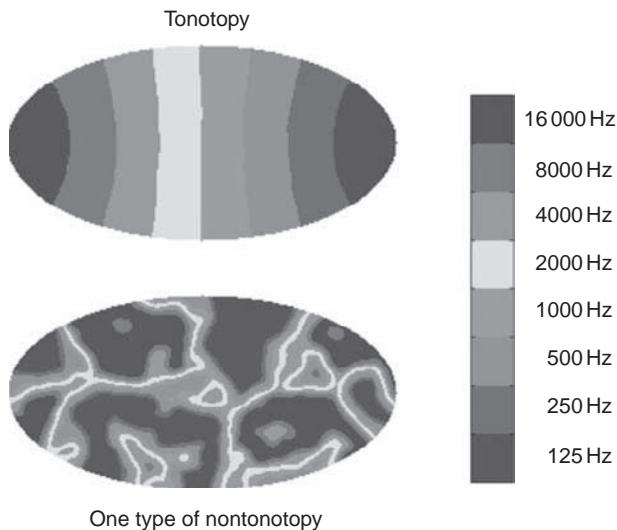 Tonotopy
16 000 Hz
8000 Hz
4000 Hz
2000 Hz
1000 Hz
500 Hz
250 Hz
125 Hz
One type of nontonotopy